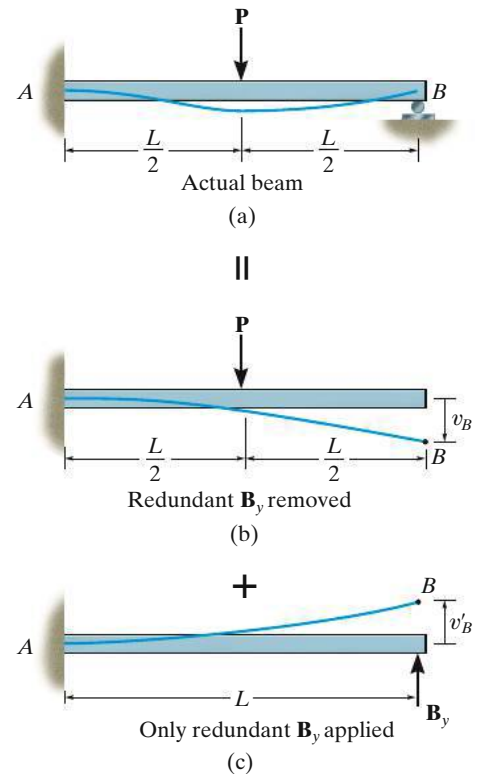 P
A
B
L/2
L/2
Actual beam
(a)
=
P
A
v_B
L/2
L/2
B
Redundant B_y removed
(b)
+
B
A
v'_B
L
B_y
Only redundant B_y applied
(c)